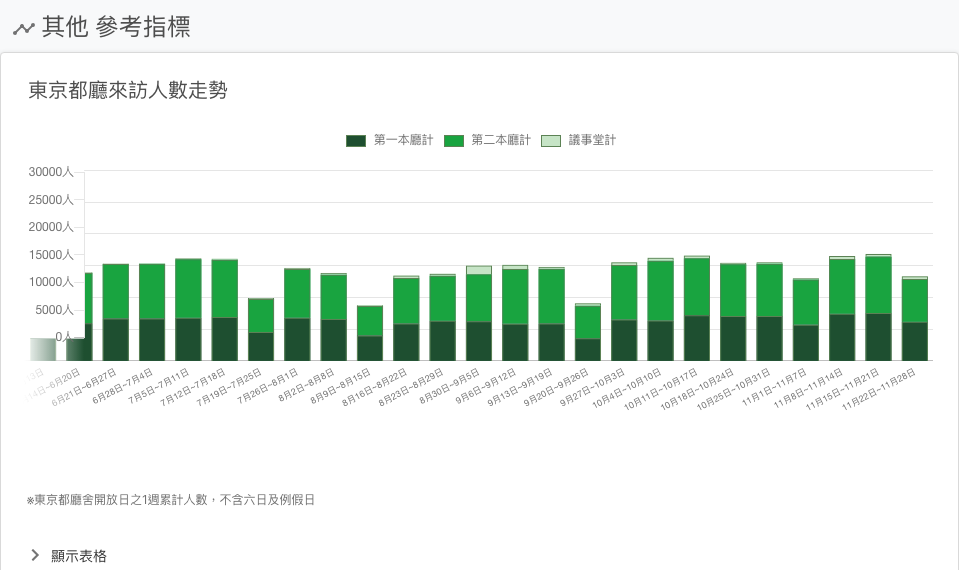 其他 參考指標
東京都廳來訪人數走勢
第一本廳計 第二本廳計 議事堂計
30000人
25000人
20000人
15000人
10000人
5000人
0人
6月21日~6月27日
6月28日~7月4日
7月5日~7月11日
7月12日~7月18日
7月19日~7月25日
7月26日~8月1日
8月2日~8月8日
8月9日~8月15日
8月16日~8月22日
8月23日~8月29日
8月30日~9月5日
9月6日~9月12日
9月13日~9月19日
9月20日~9月26日
9月27日~10月3日
10月4日~10月10日
10月11日~10月17日
10月18日~10月24日
10月25日~10月31日
11月1日~11月7日
11月8日~11月14日
11月15日~11月21日
11月22日~11月28日
※東京都廳舍開放日之1週累計人數，不含六日及例假日
顯示表格